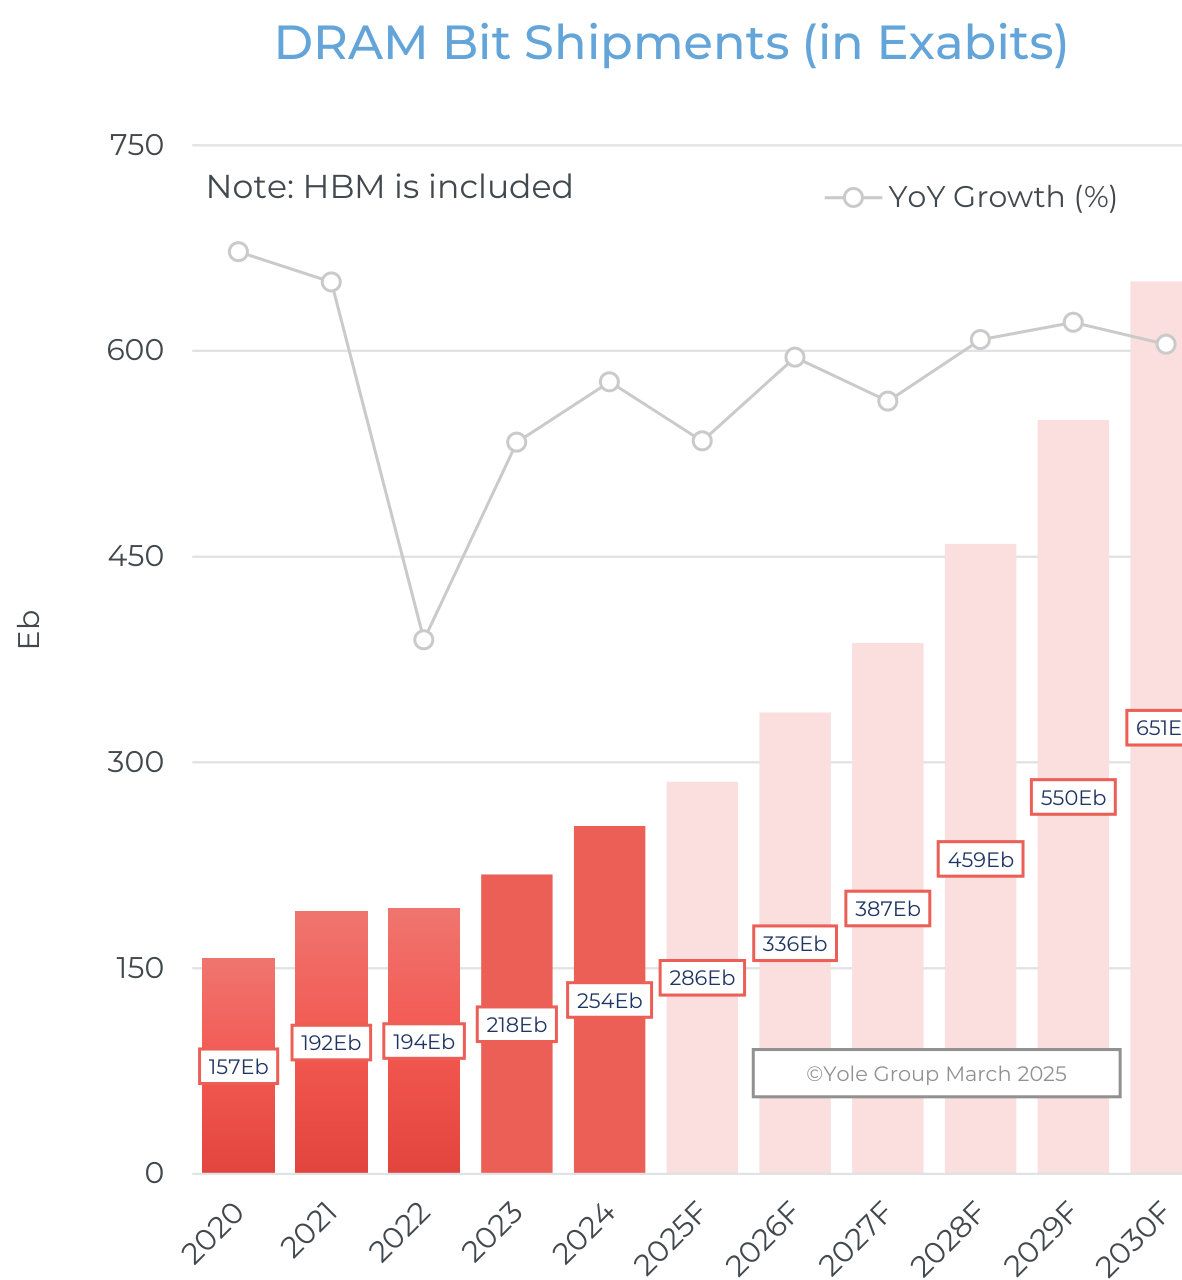 DRAM Bit Shipments (in Exabits)
750
Note: HBM is included
YoY Growth (%)
600
450
Eb
300
150
0
157Eb
192Eb
194Eb
218Eb
254Eb
286Eb
336Eb
387Eb
459Eb
550Eb
651E
©Yole Group March 2025
2020
2021
2022
2023
2024
2025F
2026F
2027F
2028F
2029F
2030F